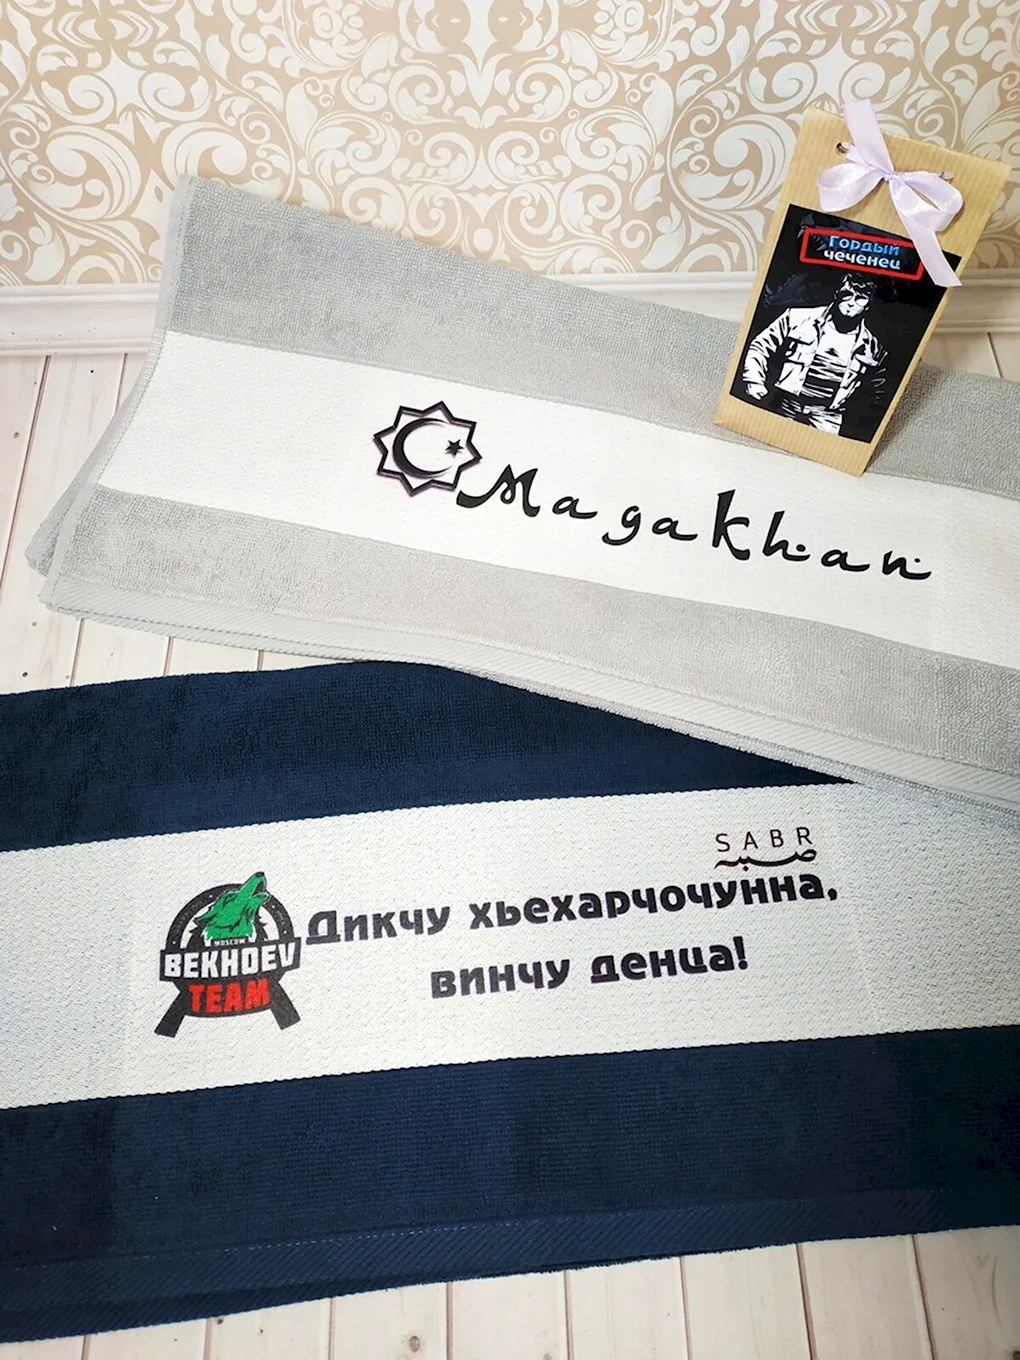 Гордый
чеченец
Magakhan
SABR
صبر
MOSCOW
BEKHOEV
TEAM
Дикчу хьехарчочунна,
винчу денца!